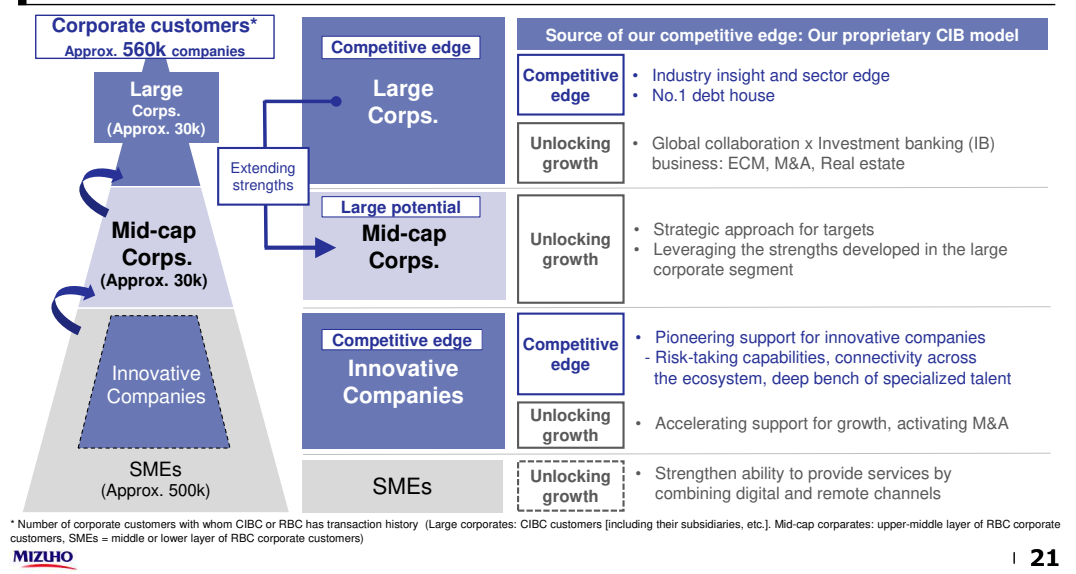 Corporate customers*
Approx. 560k companies
Large
Corps.
(Approx. 30k)
Mid-cap
Corps.
(Approx. 30k)
Innovative
Companies
SMEs
(Approx. 500k)
Extending
strengths
Competitive edge
Large
Corps.
Large potential
Mid-cap
Corps.
Competitive edge
Innovative
Companies
SMEs
Source of our competitive edge: Our proprietary CIB model
Competitive
edge
• Industry insight and sector edge
• No.1 debt house
Unlocking
growth
• Global collaboration x Investment banking (IB)
business: ECM, M&A, Real estate
Unlocking
growth
• Strategic approach for targets
• Leveraging the strengths developed in the large
corporate segment
Competitive
edge
• Pioneering support for innovative companies
- Risk-taking capabilities, connectivity across
the ecosystem, deep bench of specialized talent
Unlocking
growth
• Accelerating support for growth, activating M&A
Unlocking
growth
• Strengthen ability to provide services by
combining digital and remote channels
* Number of corporate customers with whom CIBC or RBC has transaction history (Large corporates: CIBC customers [including their subsidiaries, etc.]. Mid-cap corparates: upper-middle layer of RBC corporate
customers, SMEs = middle or lower layer of RBC corporate customers)
MIZUHO
21